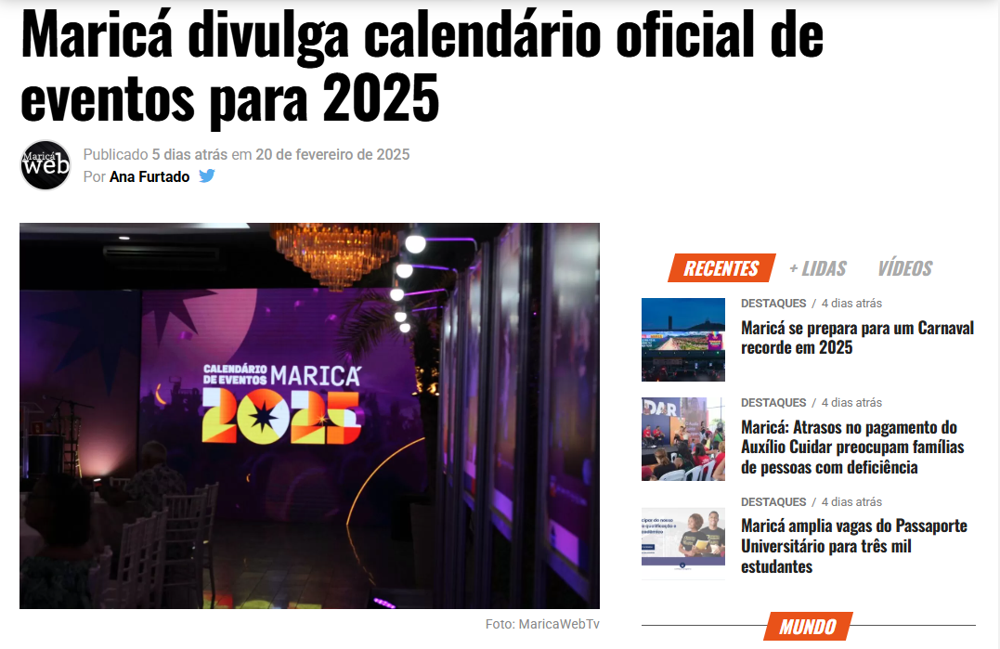 Maricá divulga calendário oficial de
eventos para 2025
Maricá
web
Publicado 5 dias atrás em 20 de fevereiro de 2025
Por Ana Furtado
CALENDÁRIO
DE EVENTOS MARICÁ
2025
Foto: MaricaWebTv
RECENTES + LIDAS VÍDEOS
DESTAQUES / 4 dias atrás
Maricá se prepara para um Carnaval
recorde em 2025
DESTAQUES / 4 dias atrás
Maricá: Atrasos no pagamento do
Auxílio Cuidar preocupam famílias
de pessoas com deficiência
DESTAQUES / 4 dias atrás
Maricá amplia vagas do Passaporte
Universitário para três mil
estudantes
MUNDO